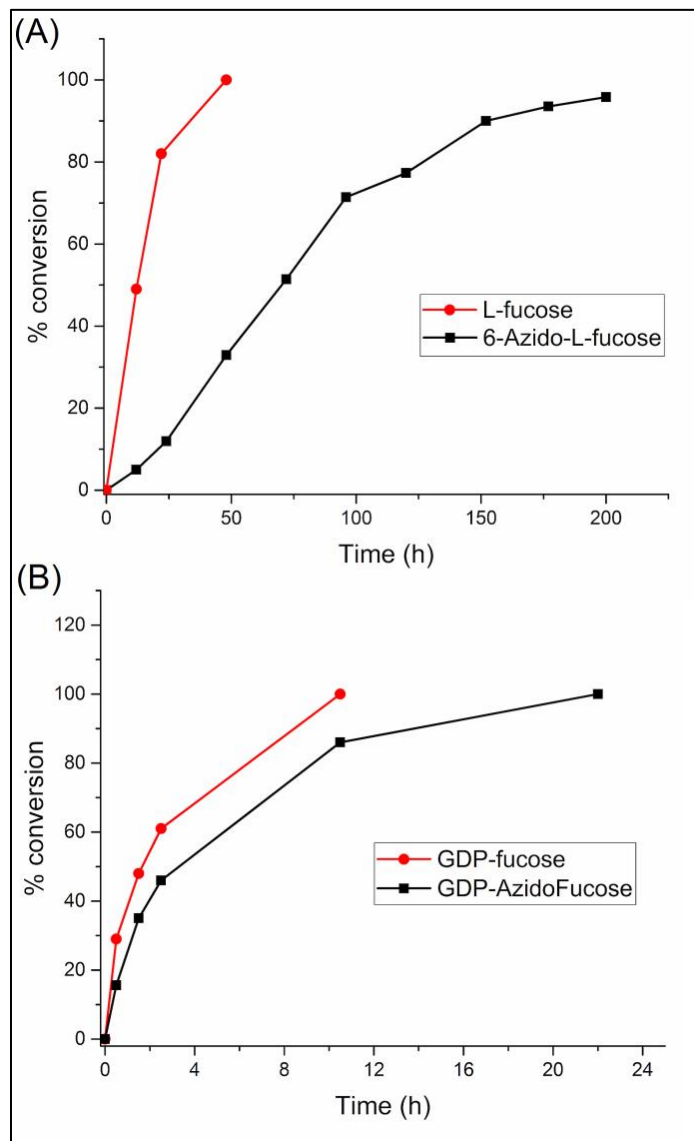 (A)
100
80
60
40
20
0
% conversion
L-fucose
6-Azido-L-fucose
0 50 100 150 200
Time (h)
(B)
120
100
80
60
40
20
0
% conversion
GDP-fucose
GDP-AzidoFucose
0 4 8 12 16 20 24
Time (h)